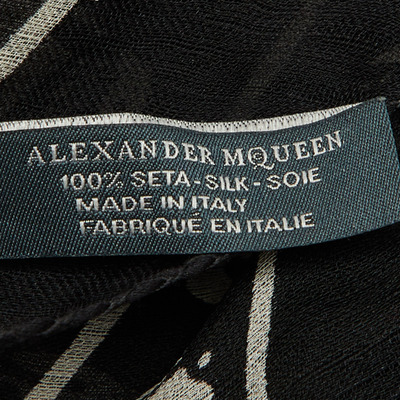 ALEXANDER MCQUEEN
100% SETA-SILK-SOIE
MADE IN ITALY
FABRIQUÉ EN ITALIE